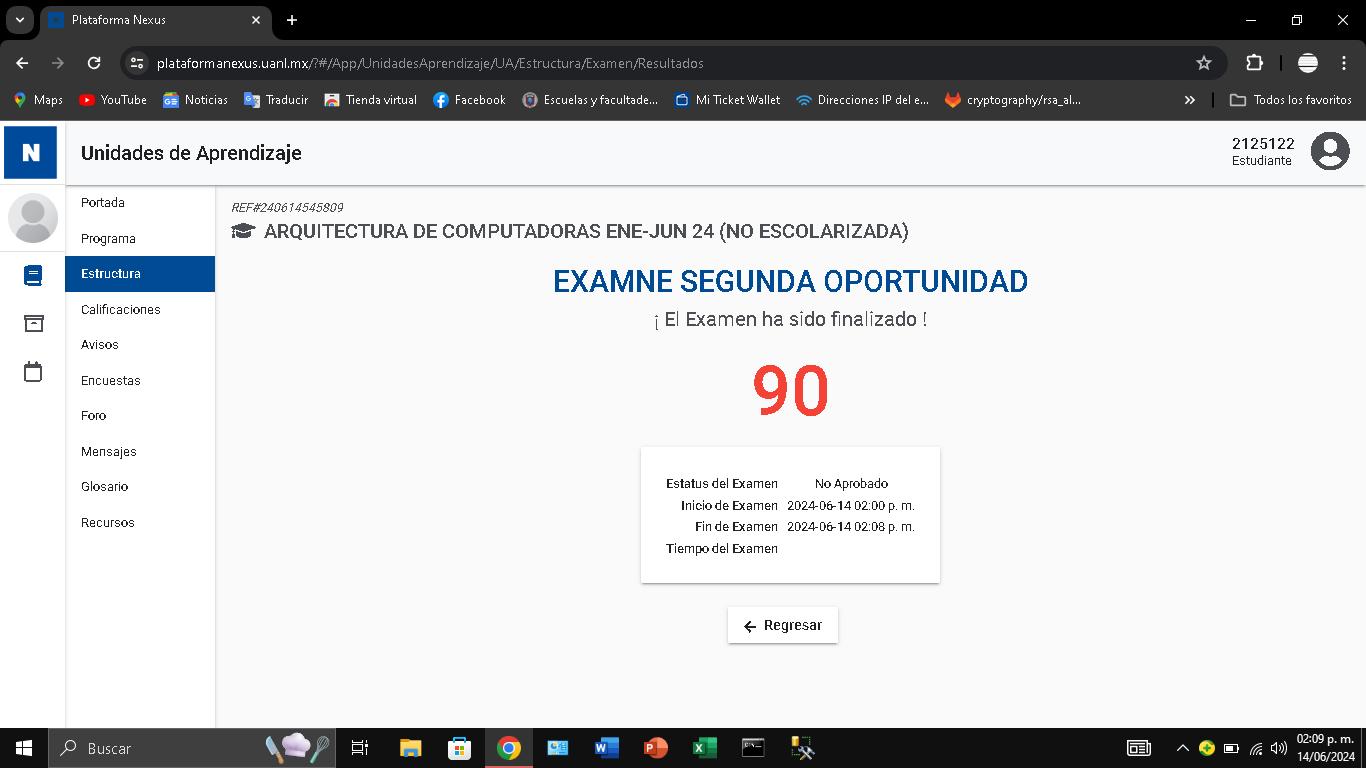 Plataforma Nexus
plataformanexus.uanl.mx/?#/App/UnidadesAprendizaje/UA/Estructura/Examen/Resultados
Maps YouTube Noticias Traducir Tienda virtual Facebook Escuelas y facultade... Mi Ticket Wallet Direcciones IP del e... cryptography/rsa_al... » Todos los favoritos
N
Unidades de Aprendizaje
2125122
Estudiante
Portada
Programa
Estructura
Calificaciones
Avisos
Encuestas
Foro
Mensajes
Glosario
Recursos
REF#240614545809
ARQUITECTURA DE COMPUTADORAS ENE-JUN 24 (NO ESCOLARIZADA)
EXAMNE SEGUNDA OPORTUNIDAD
¡ El Examen ha sido finalizado !
90
Estatus del Examen No Aprobado
Inicio de Examen 2024-06-14 02:00 p. m.
Fin de Examen 2024-06-14 02:08 p. m.
Tiempo del Examen
Regresar
Buscar
02:09 p. m.
14/06/2024